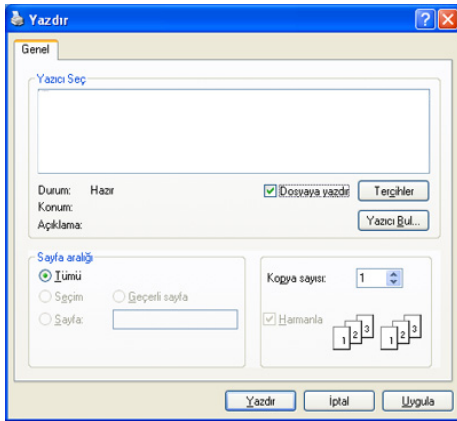 Yazdır
Genel
Yazıcı Seç
Durum: Hazır
Dosyaya yazdır
Tercihler
Konum:
Açıklama:
Yazıcı Bul...
Sayfa aralığı
Tümü
Seçim
Geçerli sayfa
Sayfa:
Kopya sayısı: 1
Harmanla
1 2 3 1 2 3
Yazdır
İptal
Uygula